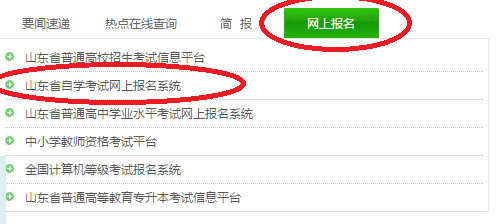 要闻速递 热点在线查询 简 报 网上报名
山东省普通高校招生考试信息平台
山东省自学考试网上报名系统
山东省普通高中学业水平考试网上报名系统
中小学教师资格考试平台
全国计算机等级考试报名系统
山东省普通高等教育专升本考试信息平台